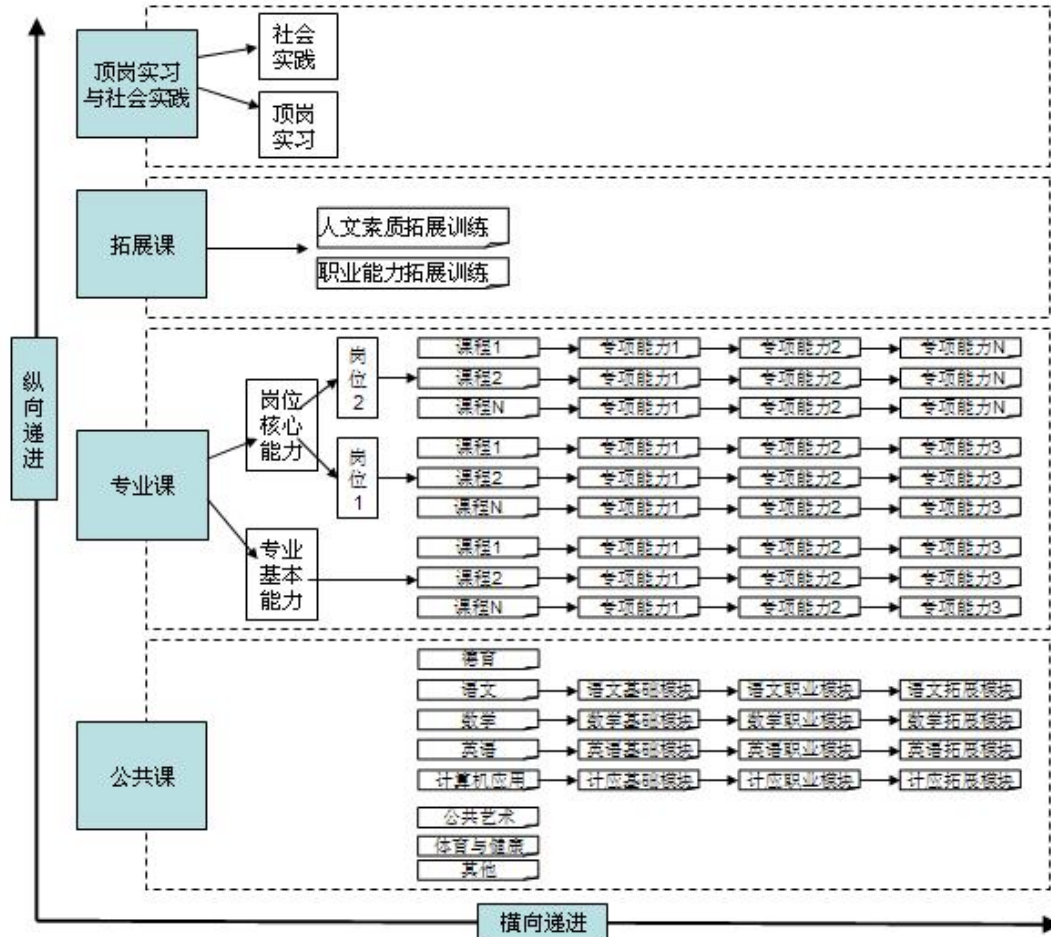 社会
实践
顶岗实习
与社会实践
顶岗
实习
拓展课
人文素质拓展训练
职业能力拓展训练
纵向递进
专业课
岗位
核心
能力
岗位2
课程1 专项能力1 专项能力2 专项能力N
课程2 专项能力1 专项能力2 专项能力N
课程N 专项能力1 专项能力2 专项能力N
岗位1
课程1 专项能力1 专项能力2 专项能力3
课程2 专项能力1 专项能力2 专项能力3
课程N 专项能力1 专项能力2 专项能力3
专业
基本
能力
课程1 专项能力1 专项能力2 专项能力3
课程2 专项能力1 专项能力2 专项能力3
课程N 专项能力1 专项能力2 专项能力3
公共课
德育
语文 语文基础模块 语文职业模块 语文拓展模块
数学 数学基础模块 数学职业模块 数学拓展模块
英语 英语基础模块 英语职业模块 英语拓展模块
计算机应用 计应基础模块 计应职业模块 计应拓展模块
公共艺术
体育与健康
其他
横向递进